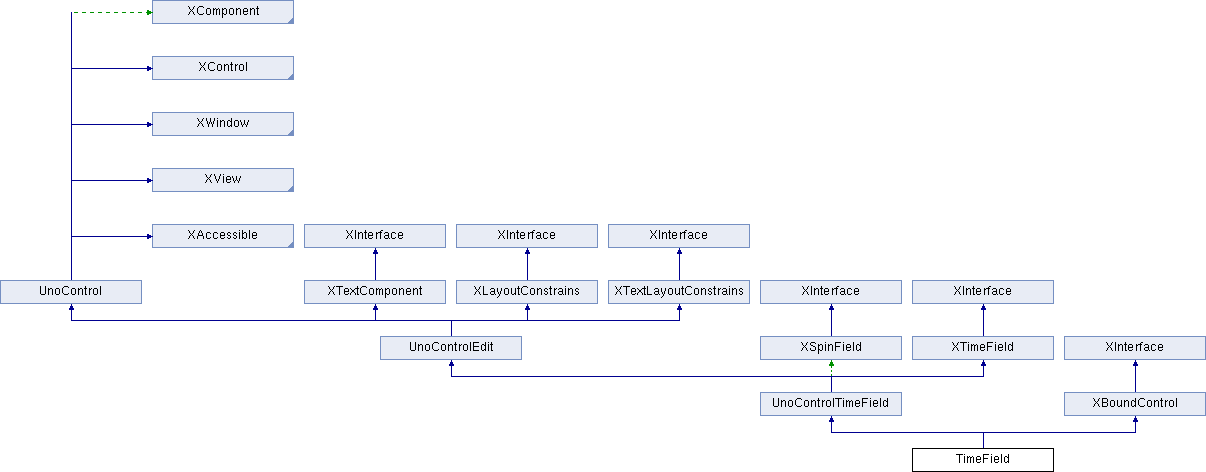 XComponent
XControl
XWindow
XView
XAccessible
XInterface
XInterface
XInterface
UnoControl
XTextComponent
XLayoutConstrains
XTextLayoutConstrains
XInterface
XInterface
UnoControlEdit
XSpinField
XTimeField
XInterface
UnoControlTimeField
XBoundControl
TimeField